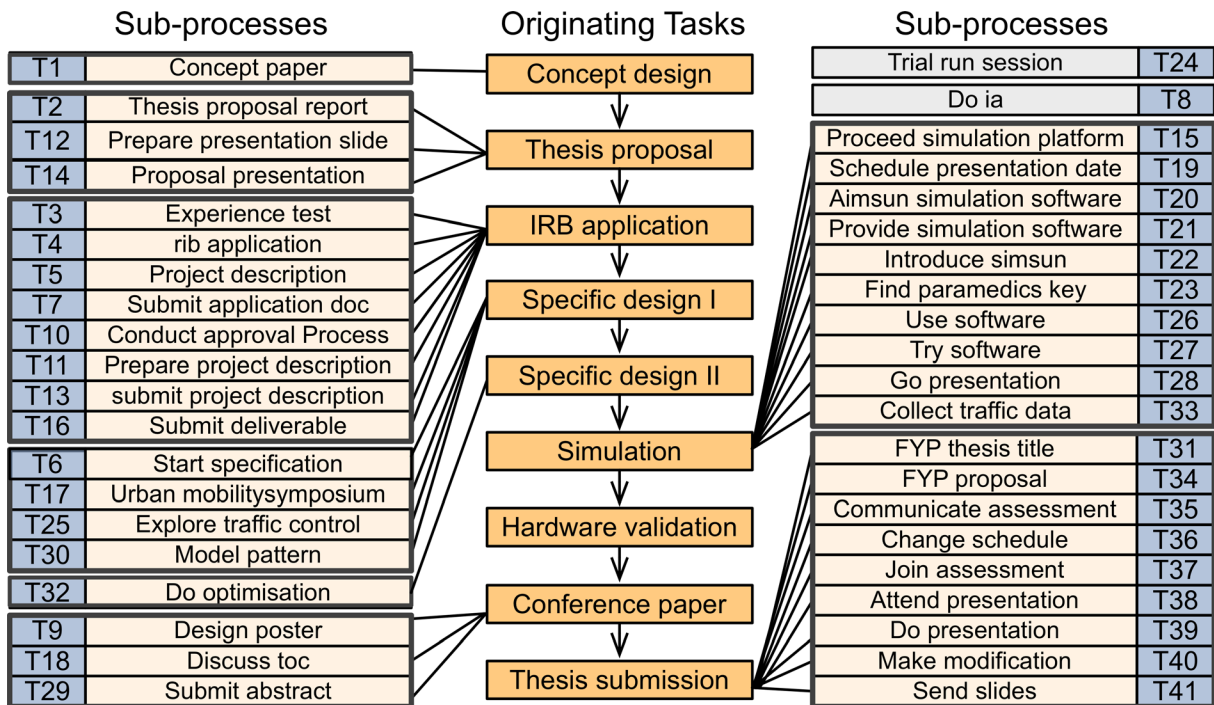 Sub-processes
Originating Tasks
Sub-processes
T1 Concept paper
T2 Thesis proposal report
T12 Prepare presentation slide
T14 Proposal presentation
T3 Experience test
T4 rib application
T5 Project description
T7 Submit application doc
T10 Conduct approval Process
T11 Prepare project description
T13 submit project description
T16 Submit deliverable
T6 Start specification
T17 Urban mobilitysymposium
T25 Explore traffic control
T30 Model pattern
T32 Do optimisation
T9 Design poster
T18 Discuss toc
T29 Submit abstract
Concept design
Thesis proposal
IRB application
Specific design I
Specific design II
Simulation
Hardware validation
Conference paper
Thesis submission
Trial run session T24
Do ia T8
Proceed simulation platform T15
Schedule presentation date T19
Aimsun simulation software T20
Provide simulation software T21
Introduce simsun T22
Find paramedics key T23
Use software T26
Try software T27
Go presentation T28
Collect traffic data T33
FYP thesis title T31
FYP proposal T34
Communicate assessment T35
Change schedule T36
Join assessment T37
Attend presentation T38
Do presentation T39
Make modification T40
Send slides T41